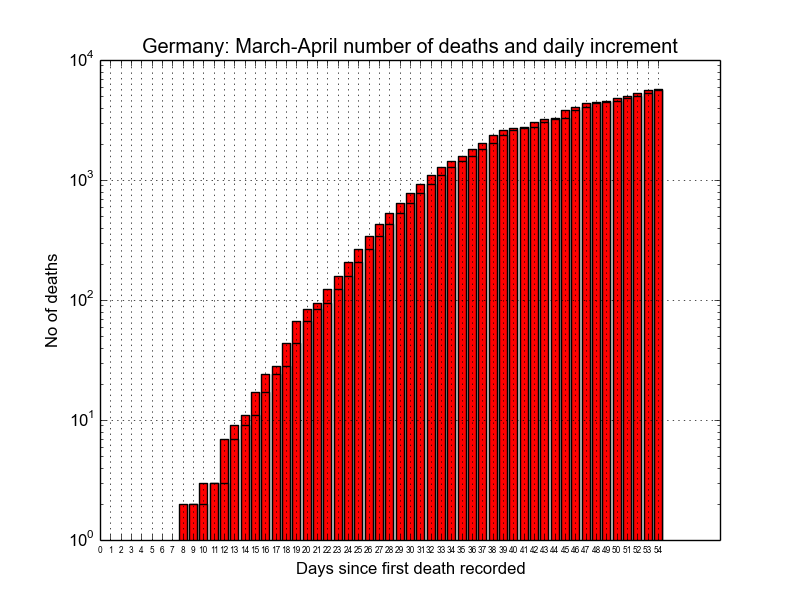 Germany: March-April number of deaths and daily increment
10^4
10^3
10^2
10^1
10^0
No of deaths
0 1 2 3 4 5 6 7 8 9 10 11 12 13 14 15 16 17 18 19 20 21 22 23 24 25 26 27 28 29 30 31 32 33 34 35 36 37 38 39 40 41 42 43 44 45 46 47 48 49 50 51 52 53 54
Days since first death recorded